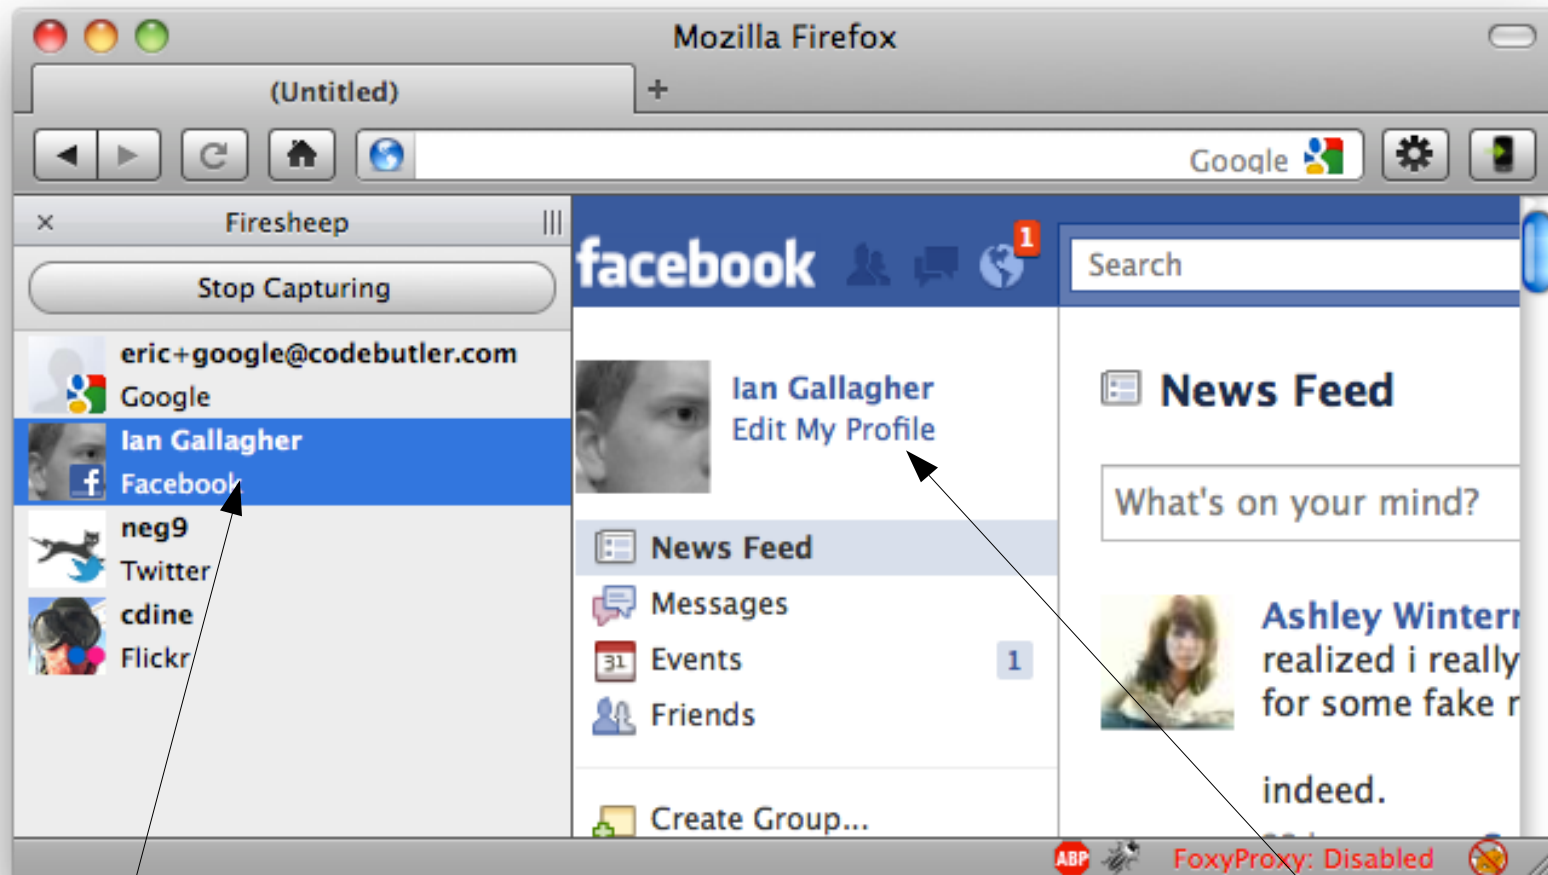 Mozilla Firefox
(Untitled)
Google
Firesheep
Stop Capturing
eric+google@codebutler.com
Google
Ian Gallagher
Facebook
neg9
Twitter
cdine
Flickr
facebook
1
Search
Ian Gallagher
Edit My Profile
News Feed
Messages
31 Events 1
Friends
Create Group...
News Feed
What's on your mind?
Ashley
realized i really
for some fake
indeed.
ABP
FoxyProxy: Disabled